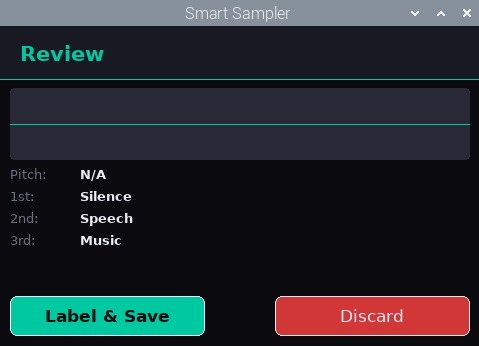 Smart Sampler
Review
Pitch: N/A
1st: Silence
2nd: Speech
3rd: Music
Label & Save Discard